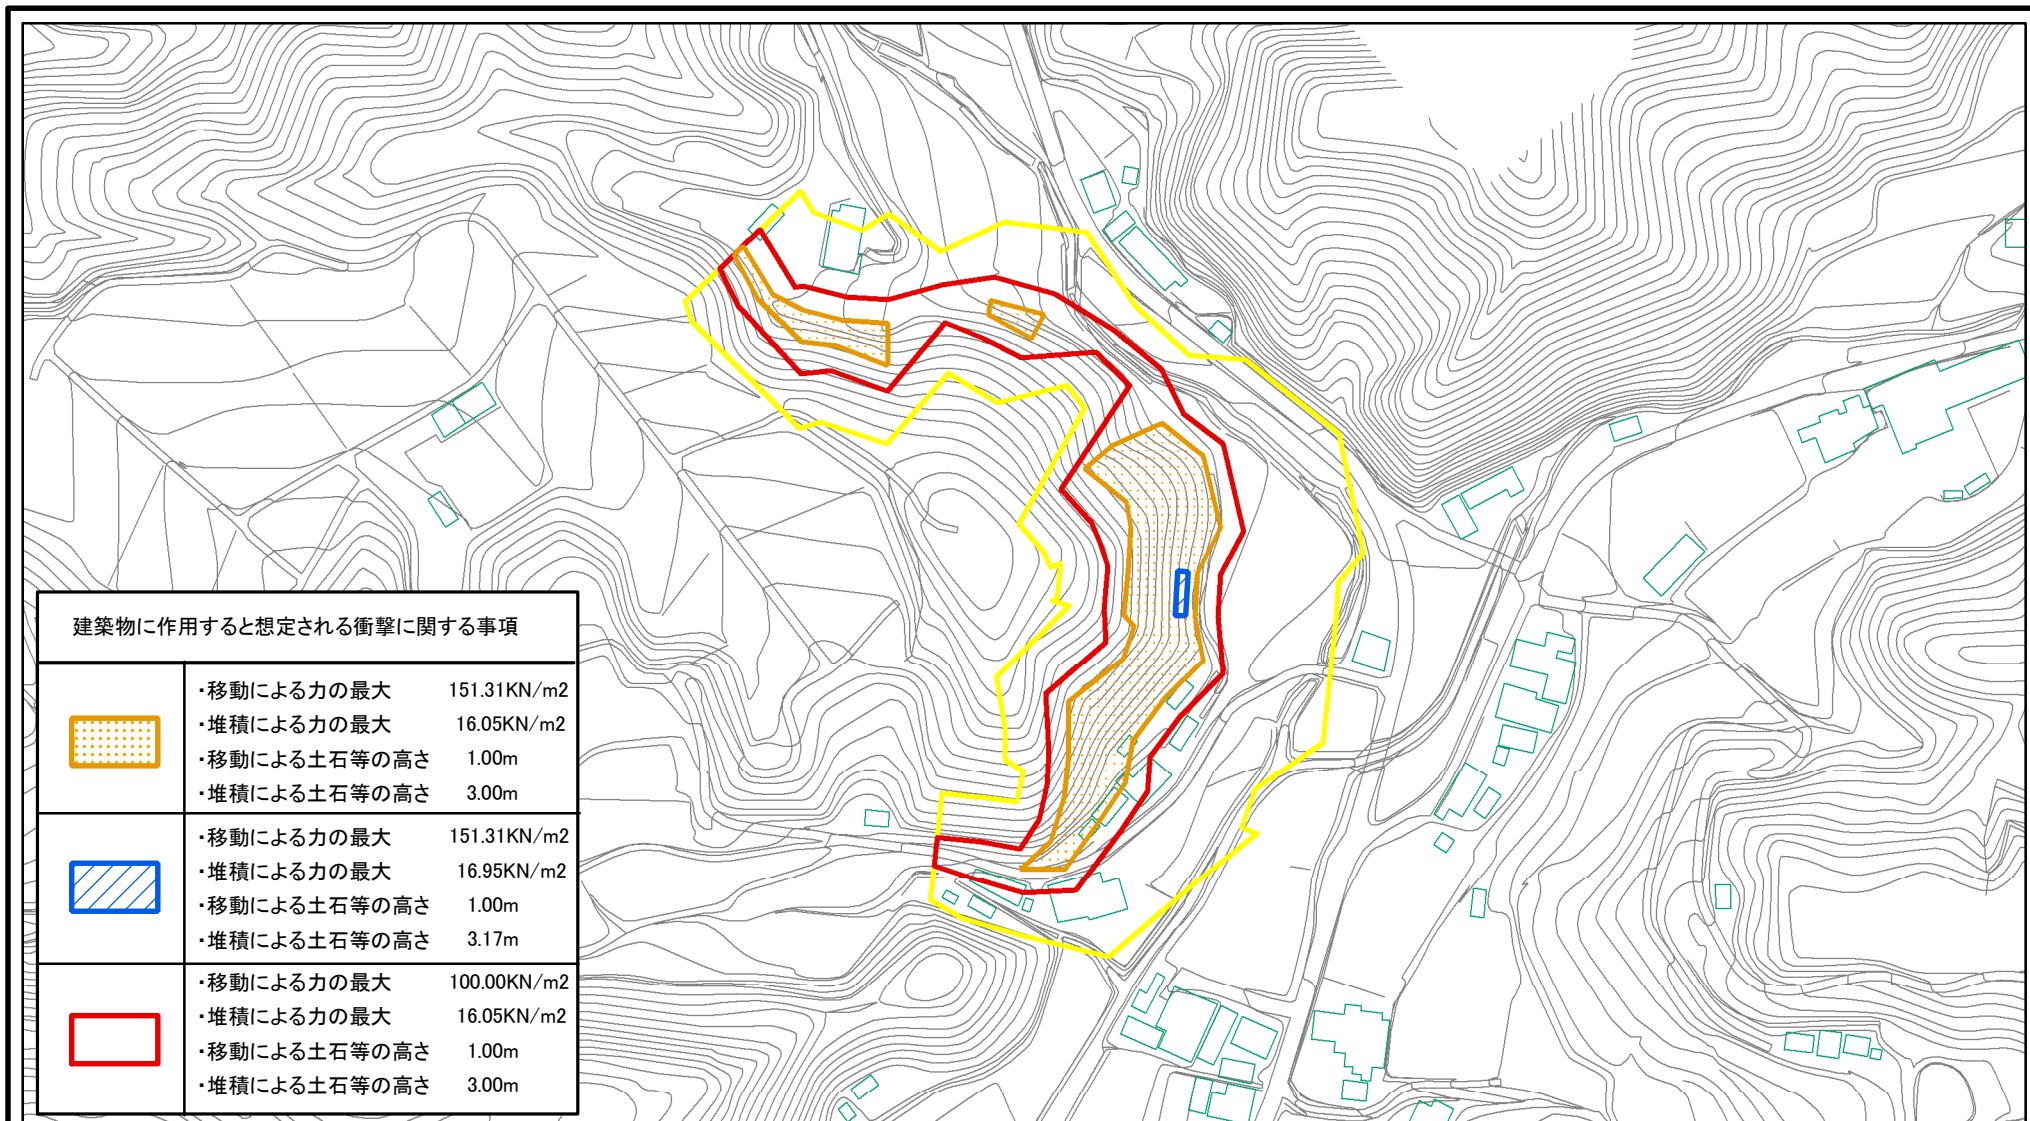 建築物に作用すると想定される衝撃に関する事項
・移動による力の最大 151.31KN/m2
・堆積による力の最大 16.05KN/m2
・移動による土石等の高さ 1.00m
・堆積による土石等の高さ 3.00m
・移動による力の最大 151.31KN/m2
・堆積による力の最大 16.95KN/m2
・移動による土石等の高さ 1.00m
・堆積による土石等の高さ 3.17m
・移動による力の最大 100.00KN/m2
・堆積による力の最大 16.05KN/m2
・移動による土石等の高さ 1.00m
・堆積による土石等の高さ 3.00m